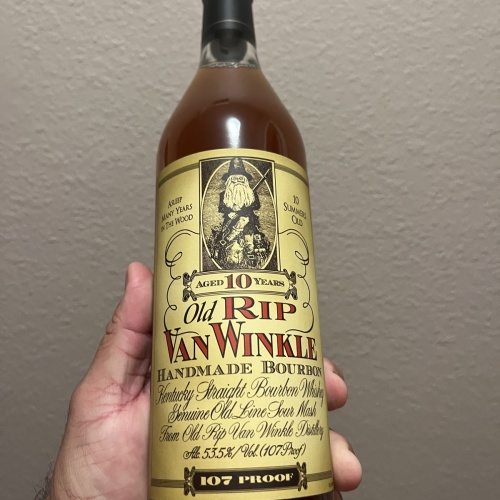 ASLEEP
MANY YEARS
IN THE WOOD
10
SUMMERS
OLD
AGED 10 YEARS
Old RIP
VAN WINKLE
HANDMADE BOURBON
Kentucky Straight Bourbon Whiskey
Genuine Old Line Sour Mash
From Old Rip Van Winkle Distillery
Alc. 53.5%/Vol. (107 Proof)
107 PROOF